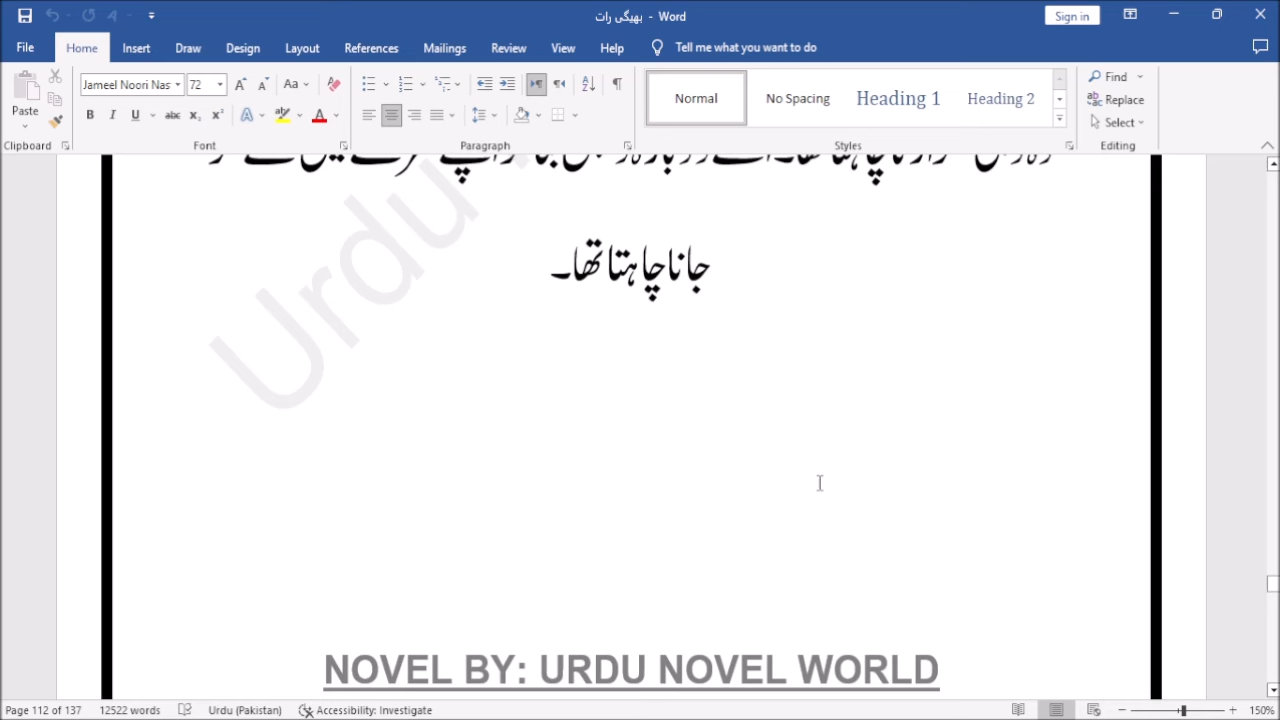 بھیگی رات - Word
Sign in
File Home Insert Draw Design Layout References Mailings Review View Help Tell me what you want to do
Paste
Jameel Noori Nas 72
Find
Replace
Select
Normal No Spacing Heading 1 Heading 2
Clipboard Font Paragraph Styles Editing
Urdu
جانا چاہتا تھا۔
NOVEL BY: URDU NOVEL WORLD
Page 112 of 137 12522 words Urdu (Pakistan) Accessibility: Investigate 150%